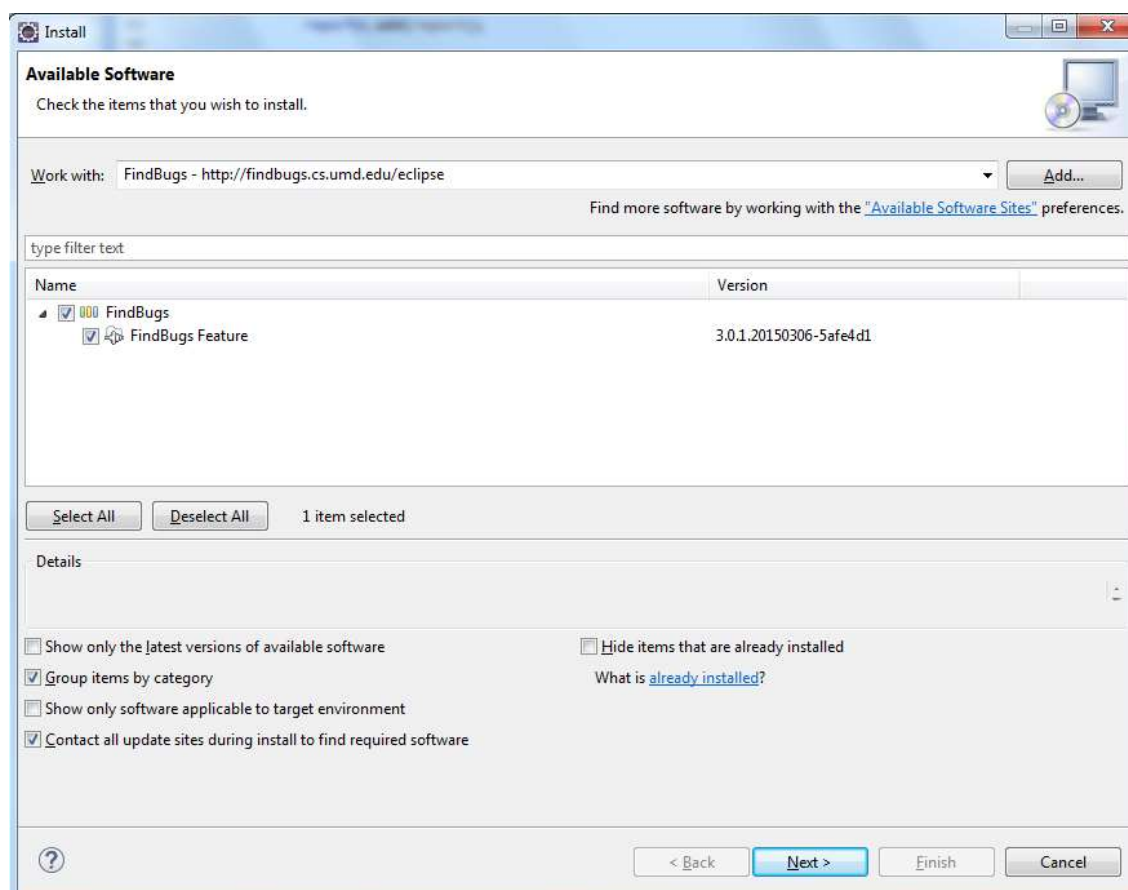 Install
Available Software
Check the items that you wish to install.
Work with: FindBugs - http://findbugs.cs.umd.edu/eclipse Add...
Find more software by working with the "Available Software Sites" preferences.
type filter text
Name Version
FindBugs
FindBugs Feature 3.0.1.20150306-5afe4d1
Select All Deselect All 1 item selected
Details
Show only the latest versions of available software Hide items that are already installed
Group items by category What is already installed?
Show only software applicable to target environment
Contact all update sites during install to find required software
? < Back Next > Finish Cancel